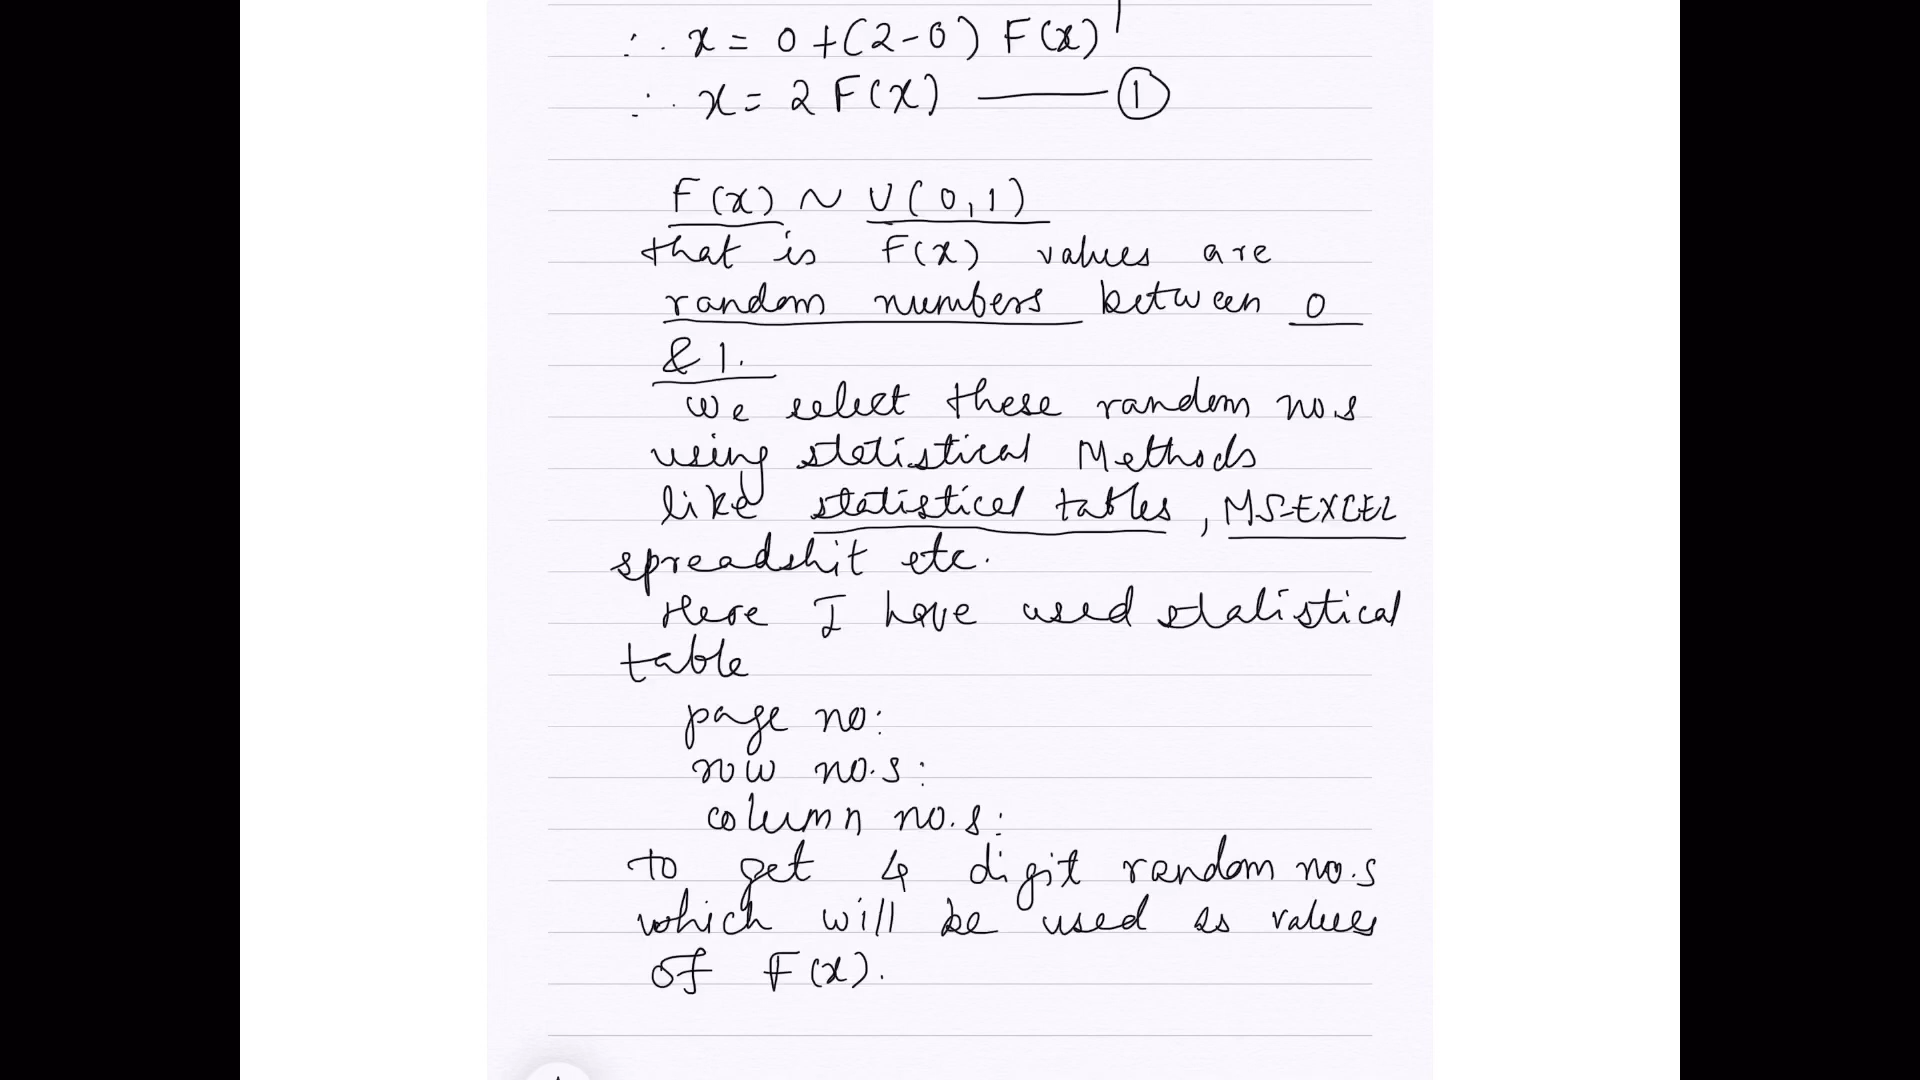 ∴ x = 0 + (2-0) F(x)
∴ x = 2 F(x) ——— ①
F(x) ~ U(0,1)
that is F(x) values are
random numbers between 0
& 1.
We select these random no.s
using statistical Methods
like statistical tables, MS-EXCEL
spreadshit etc.
Here I have used statistical
table
page no:
row no.s:
column no.s:
to get 4 digit random no.s
which will be used as values
of F(x).